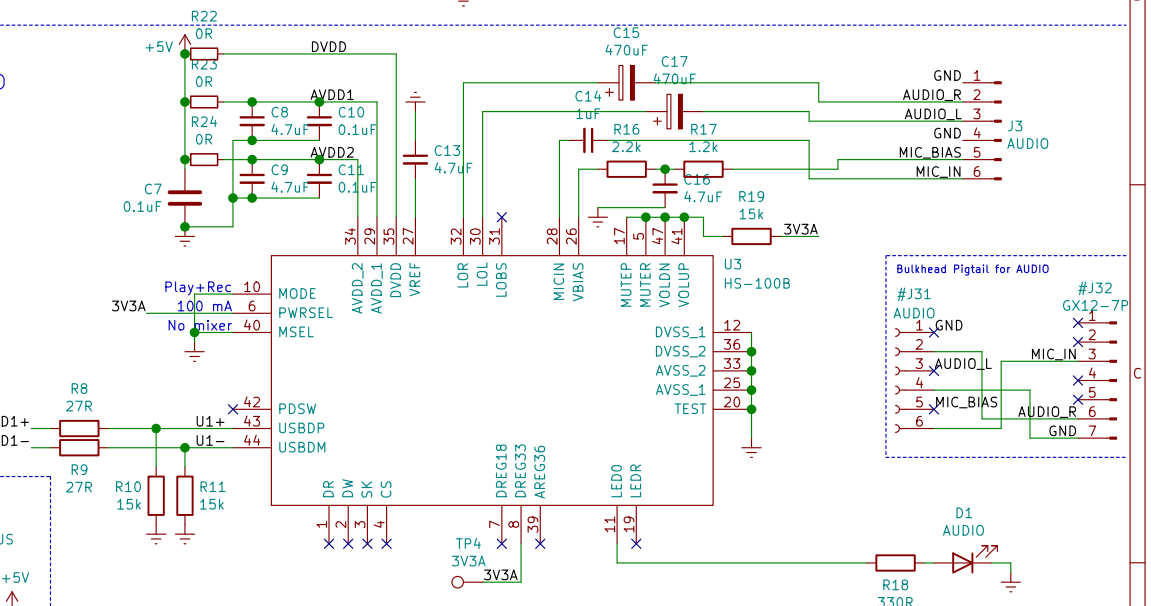 R22
0R
+5V
DVDD
R23
0R
AVDD1
C8
4.7uF
C10
0.1uF
R24
0R
AVDD2
C9
4.7uF
C11
0.1uF
C7
0.1uF
C13
4.7uF
C15
470uF
C17
470uF
C14
1uF
R16
2.2k
R17
1.2k
C16
4.7uF
R19
15k
3V3A
GND 1
AUDIO_R 2
AUDIO_L 3
GND 4
MIC_BIAS 5
MIC_IN 6
J3
AUDIO
34 29 35 27 32 30 31 28 26 17 5 47 41
AVDD_2 AVDD_1 DVDD VREF LOR LOL LOBS MICIN VBIAS MUTEP MUTER VOLDN VOLUP
U3
HS-100B
Play+Rec 10 MODE
3V3A 100 mA 6 PWRSEL
No mixer 40 MSEL
42 PDSW
U1+ 43 USBDP
U1- 44 USBDM
DVSS_1 12
DVSS_2 36
AVSS_2 33
AVSS_1 25
TEST 20
R8
27R
D1+
D1-
R9
27R
R10
15k
R11
15k
DR DW SK CS DREG18 DREG33 AREG36 LEDO LEDR
1 2 3 4 7 8 39 11 19
TP4
3V3A
3V3A
D1
AUDIO
R18
330R
Bulkhead Pigtail for AUDIO
#J31
AUDIO
1 GND
2
3 AUDIO_L
4
5 MIC_BIAS
6
#J32
GX12-7P
1
2
MIC_IN 3
4
5
AUDIO_R 6
GND 7
C
+5V